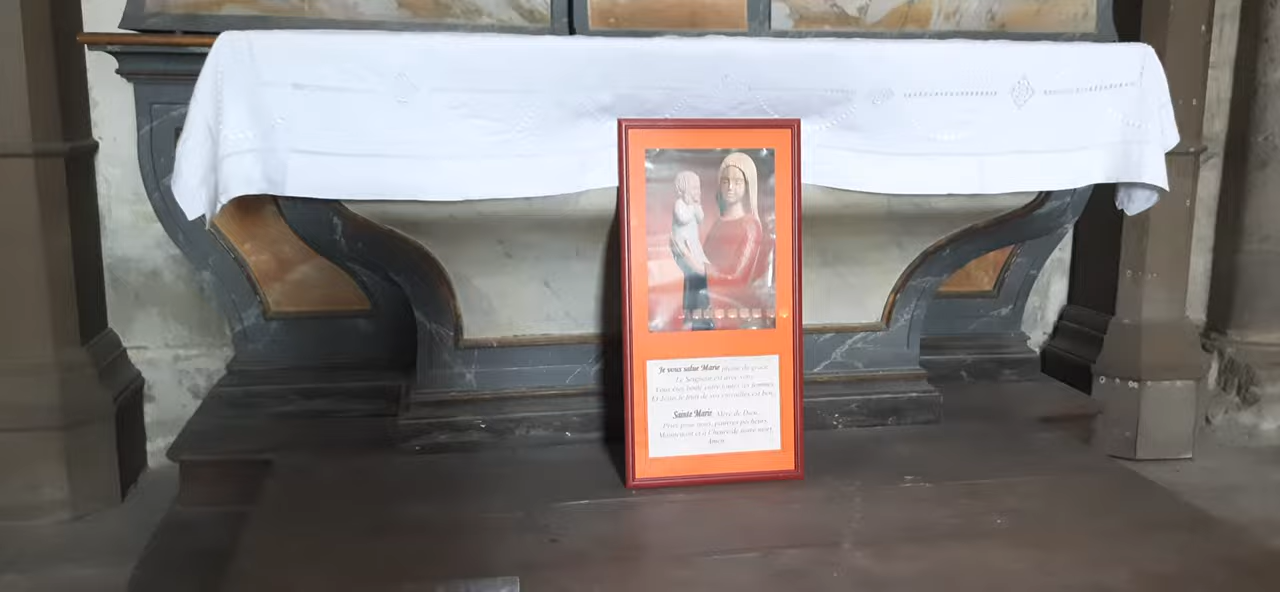 Je vous salue Marie pleine de grâce
Le Seigneur est avec vous
Vous êtes bénie entre toutes les femmes
Et Jésus le fruit de vos entrailles est béni
Sainte Marie, Mère de Dieu,
Priez pour nous, pauvres pécheurs,
Maintenant et à l'heure de notre mort
Amen